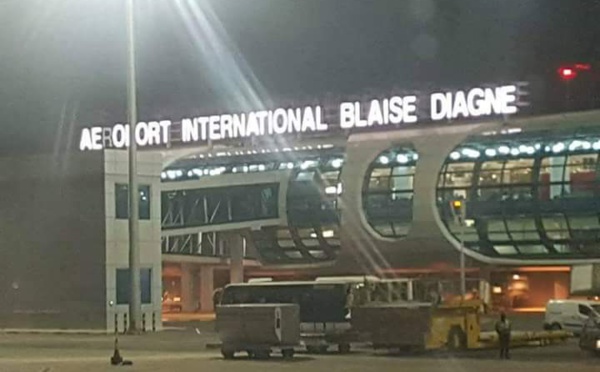 AEROPORT INTERNATIONAL BLAISE DIAGNE